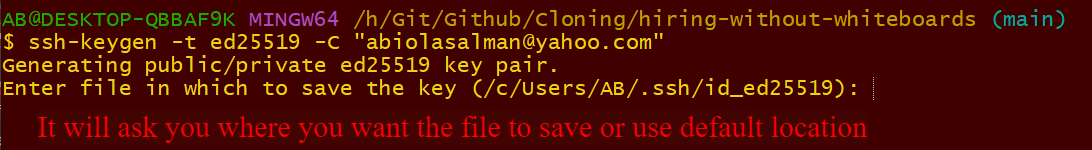 AB@DESKTOP-QBBAF9K MINGW64 /h/Git/Github/Cloning/hiring-without-whiteboards (main)
$ ssh-keygen -t ed25519 -C "abiolasalman@yahoo.com"
Generating public/private ed25519 key pair.
Enter file in which to save the key (/c/Users/AB/.ssh/id_ed25519):
It will ask you where you want the file to save or use default location